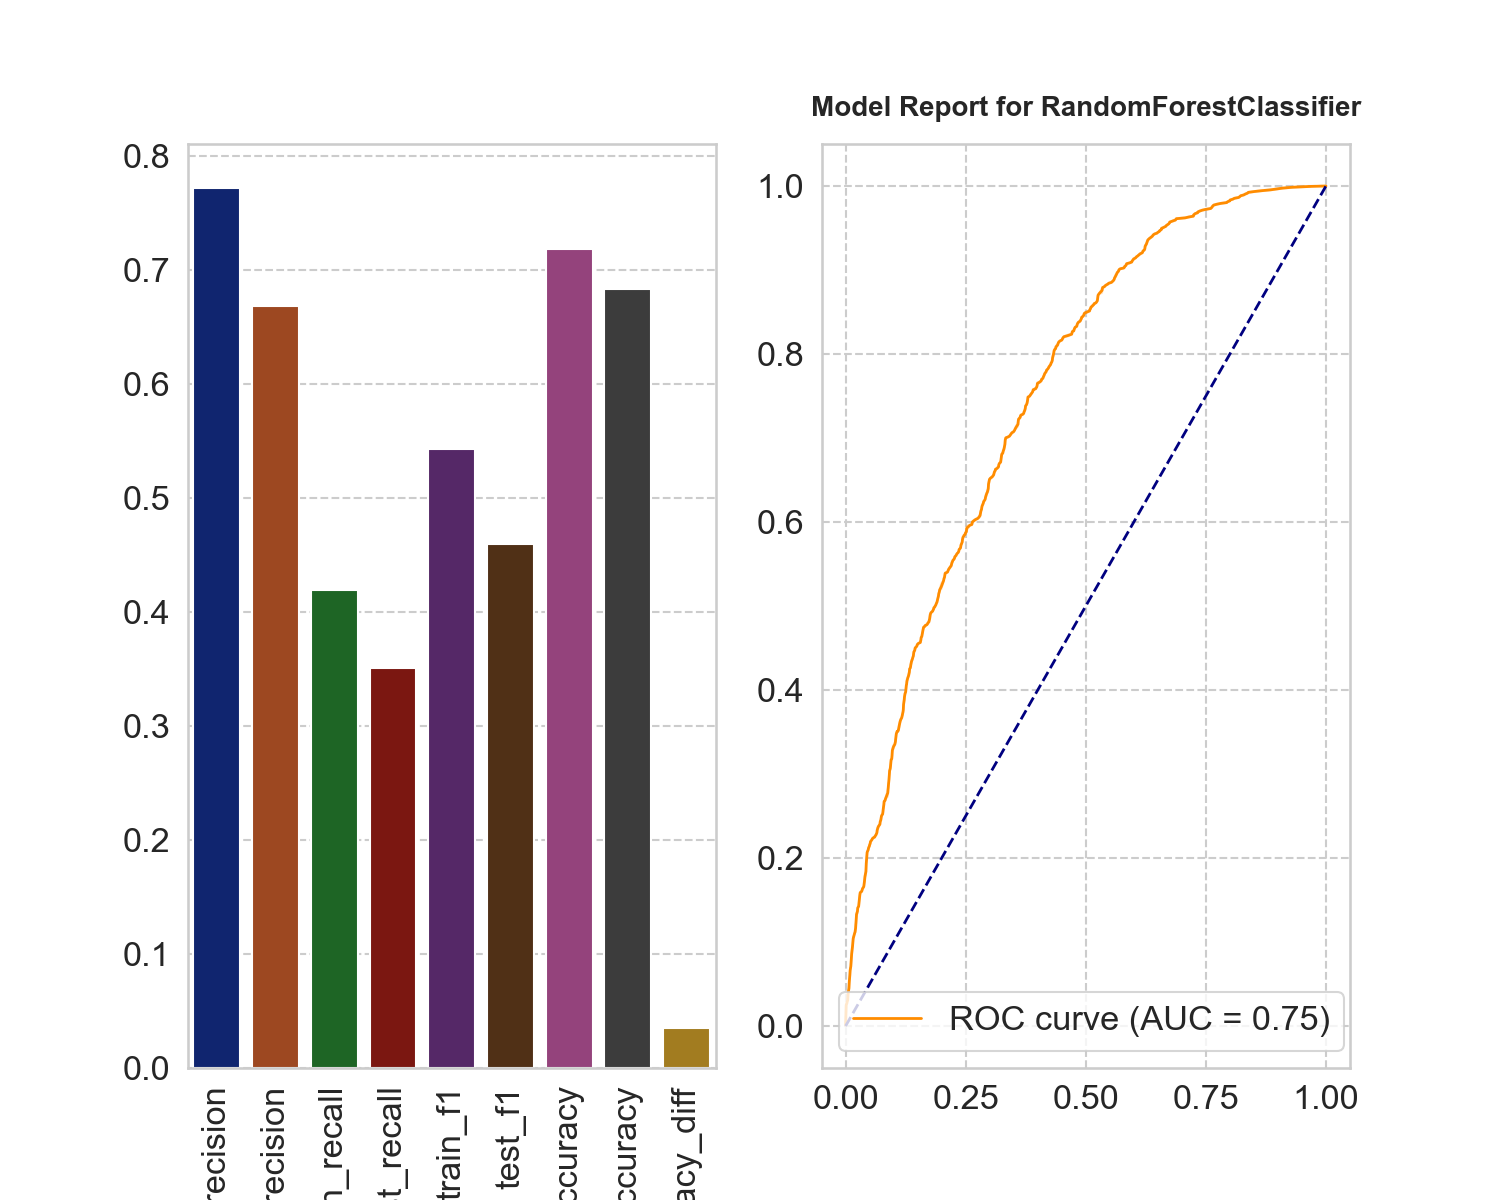 Model Report for RandomForestClassifier
0.8
0.7
0.6
0.5
0.4
0.3
0.2
0.1
0.0
recision
recision
n_recall
t_recall
train_f1
test_f1
ccuracy
ccuracy
acy_diff
1.0
0.8
0.6
0.4
0.2
0.0
ROC curve (AUC = 0.75)
0.00 0.25 0.50 0.75 1.00